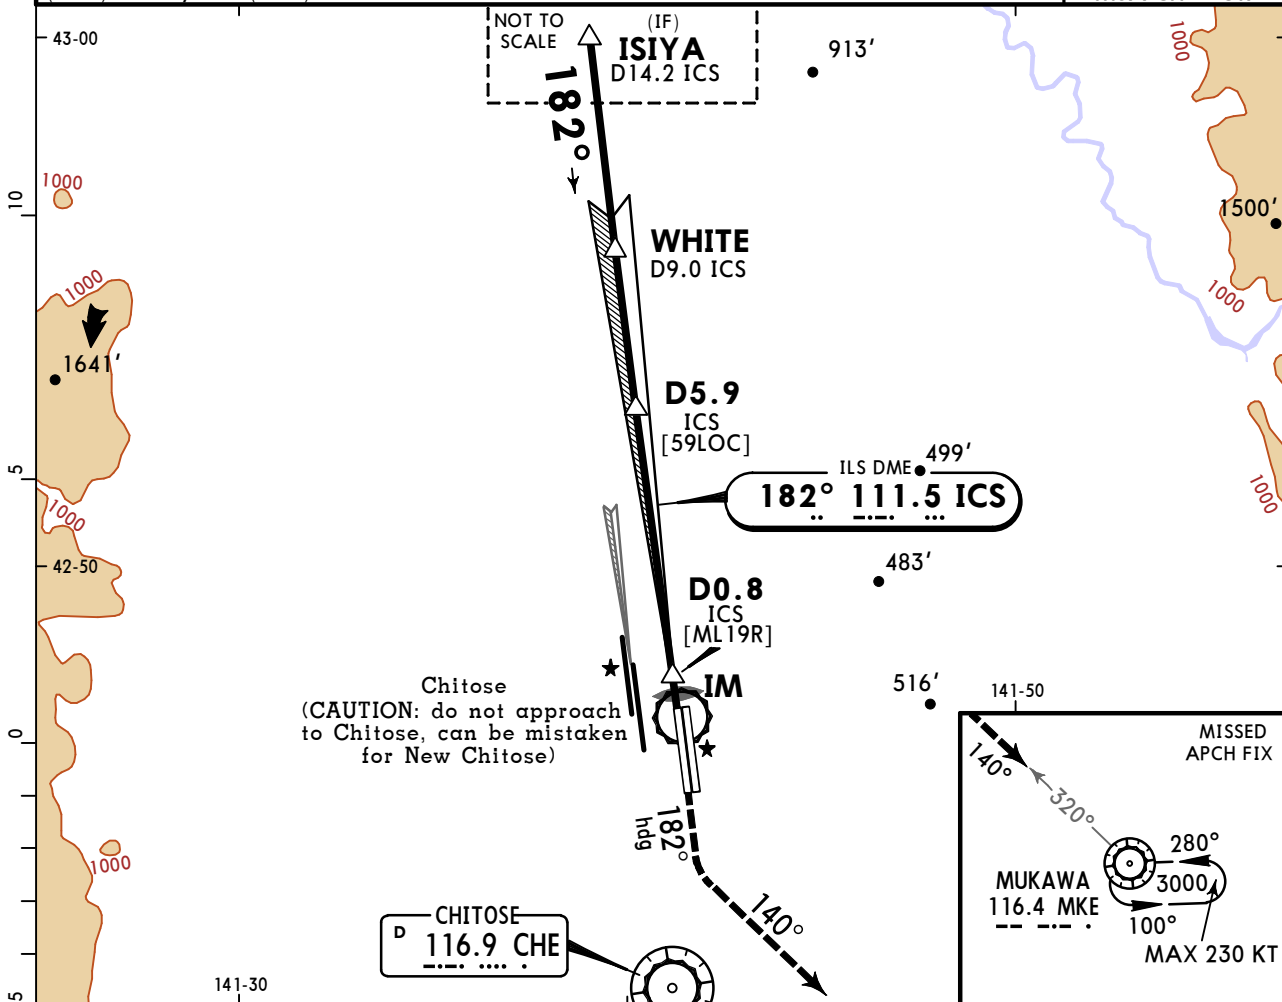 43-00
NOT TO
SCALE
(IF)
ISIYA
D14.2 ICS
182°
913'
1000
1000
10
1500'
WHITE
D9.0 ICS
1000
1000
1641'
D5.9
ICS
[59LOC]
5
ILS DME
499'
182° 111.5 ICS
1000
1000
42-50
483'
D0.8
ICS
[ML19R]
IM
516'
141-50
Chitose
(CAUTION: do not approach
to Chitose, can be mistaken
for New Chitose)
0
MISSED
APCH FIX
140°
320°
182°
hdg
280°
3000
MUKAWA
116.4 MKE
100°
MAX 230 KT
1000
140°
CHITOSE
D 116.9 CHE
141-30
5